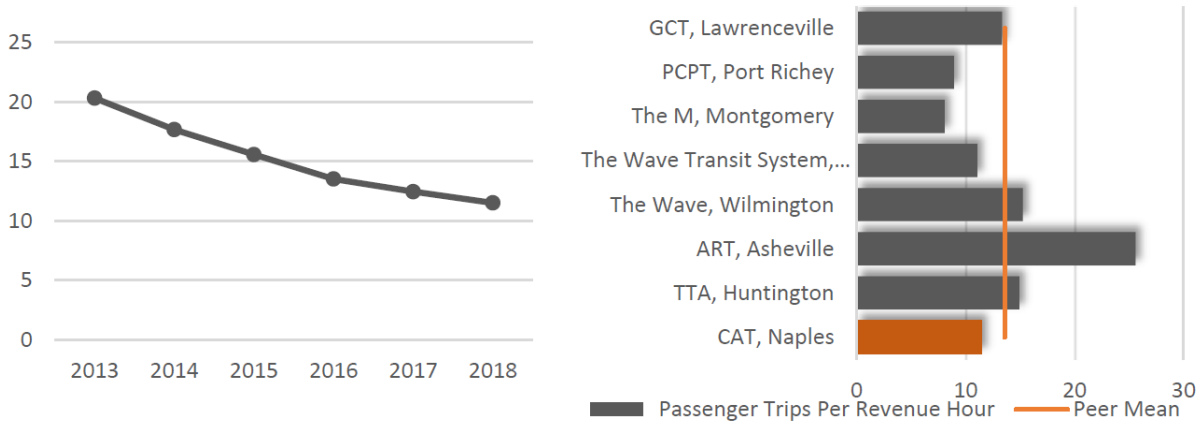 25
20
15
10
5
0
2013 2014 2015 2016 2017 2018
GCT, Lawrenceville
PCPT, Port Richey
The M, Montgomery
The Wave Transit System,...
The Wave, Wilmington
ART, Asheville
TTA, Huntington
CAT, Naples
0 10 20 30
Passenger Trips Per Revenue Hour Peer Mean